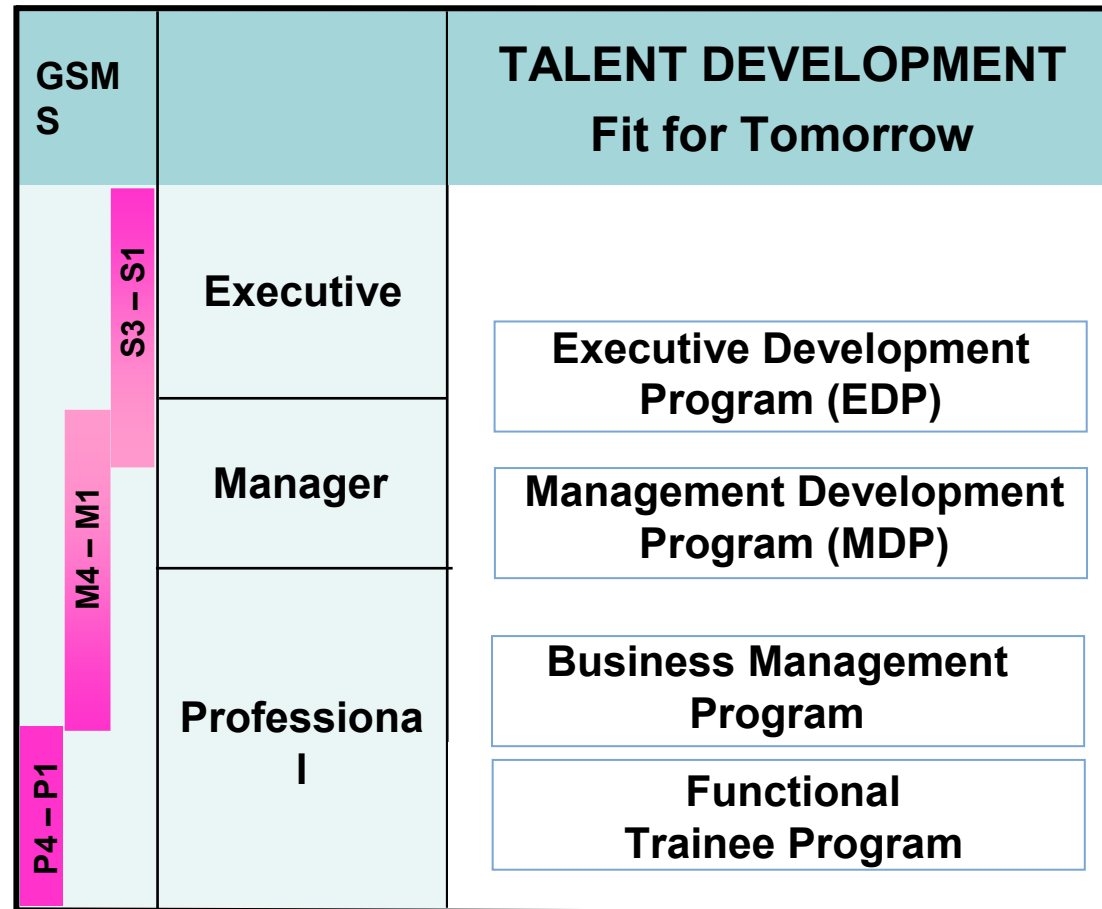 GSM
S
TALENT DEVELOPMENT
Fit for Tomorrow
S3 – S1
Executive
Executive Development
Program (EDP)
M4 – M1
Manager
Management Development
Program (MDP)
P4 – P1
Professiona
l
Business Management
Program
Functional
Trainee Program